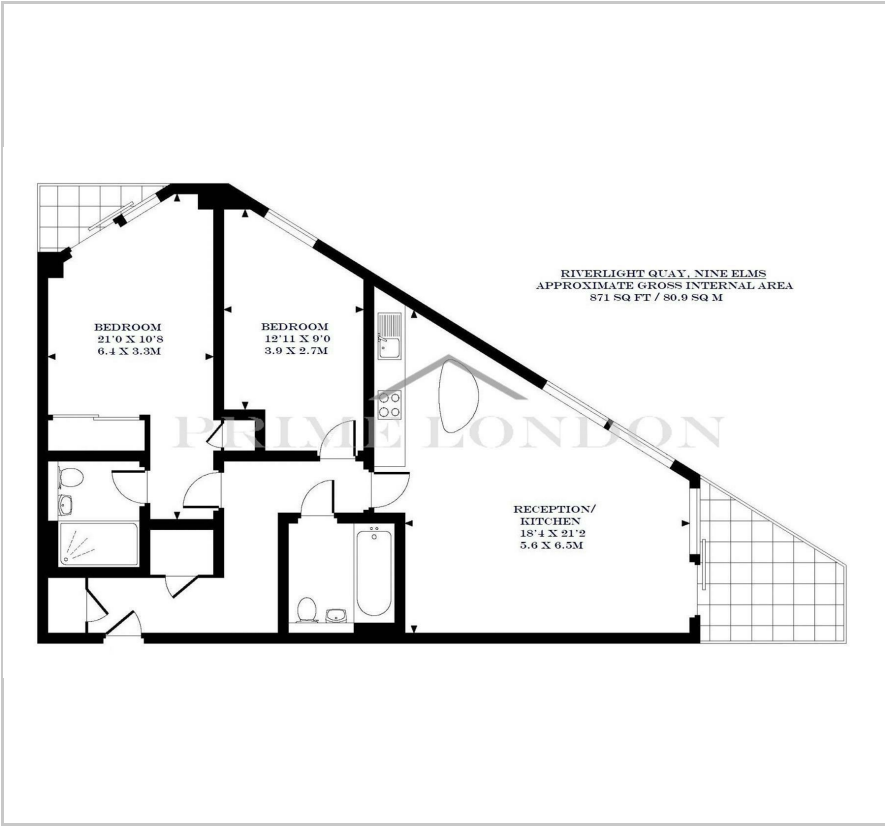 RIVERLIGHT QUAY, NINE ELMS
APPROXIMATE GROSS INTERNAL AREA
871 SQ FT / 80.9 SQ M
BEDROOM
21'0 X 10'8
6.4 X 3.3M
BEDROOM
12'11 X 9'0
3.9 X 2.7M
PRIME LONDON
RECEPTION/
KITCHEN
18'4 X 21'2
5.6 X 6.5M